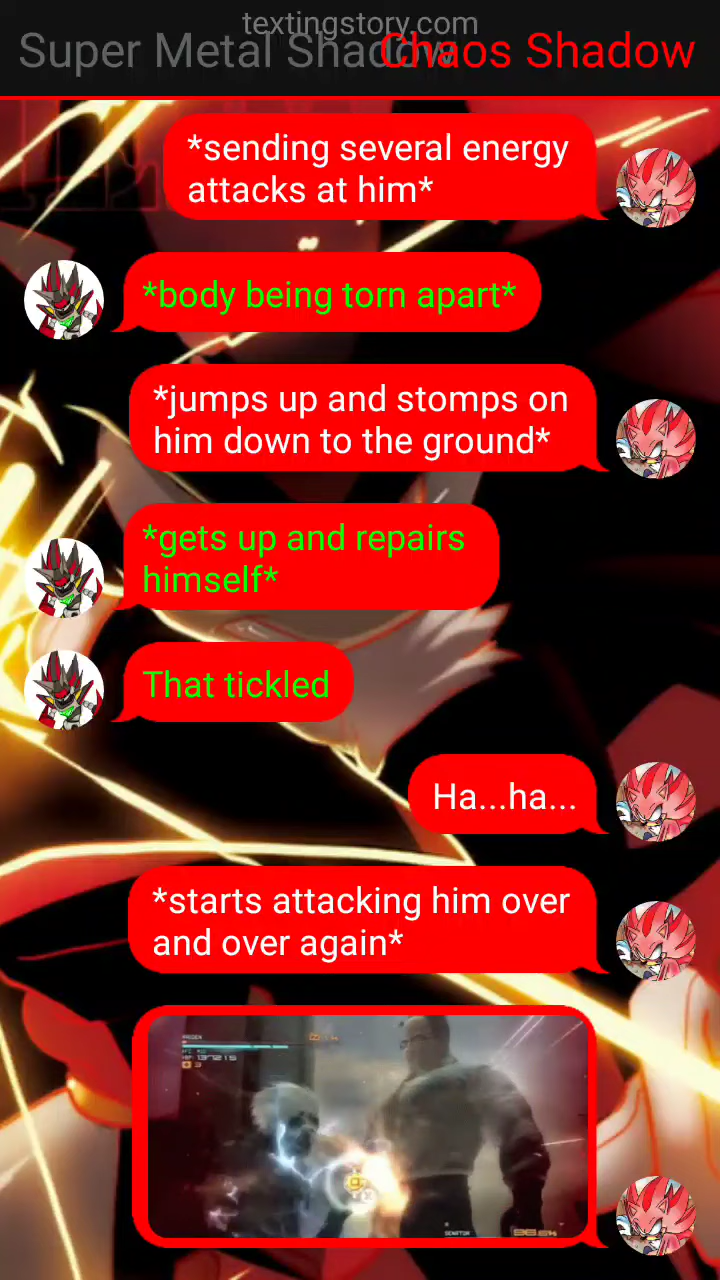 textingstory.com
Super Metal Shadow
Chaos Shadow
*sending several energy
attacks at him*
*body being torn apart*
*jumps up and stomps on
him down to the ground*
*gets up and repairs
himself*
That tickled
Ha...ha...
*starts attacking him over
and over again*
RAIDEN
SENATOR